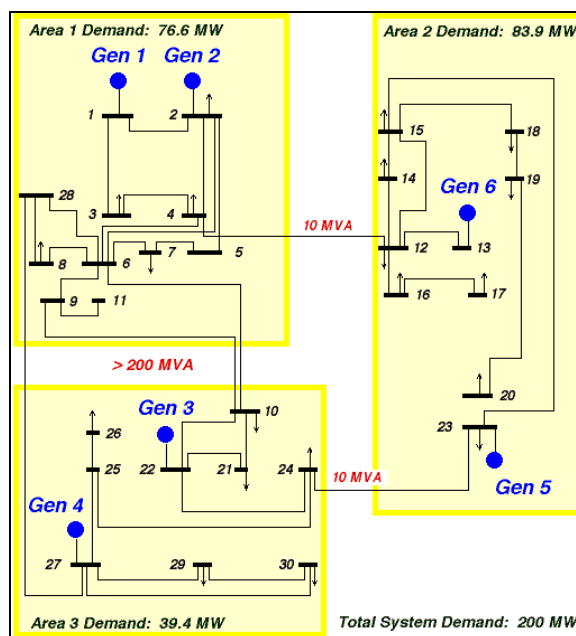 Area 1 Demand: 76.6 MW
Area 2 Demand: 83.9 MW
Gen 1
Gen 2
1
2
15
18
14
19
28
Gen 6
3
4
10 MVA
12
13
8
6
7
5
16
17
9
11
> 200 MVA
20
10
Gen 3
26
23
22
21
24
25
10 MVA
Gen 5
Gen 4
27
29
30
Area 3 Demand: 39.4 MW
Total System Demand: 200 MW